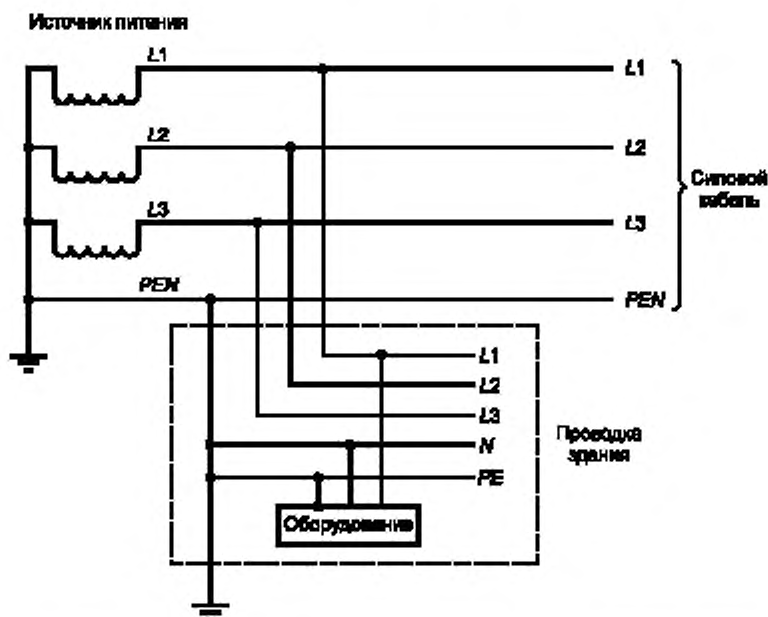 Источник питания
L1
L1
L2
L2
L3
L3
Силовой
кабель
PEN
PEN
L1
L2
L3
N
PE
Проводка
здания
Оборудование